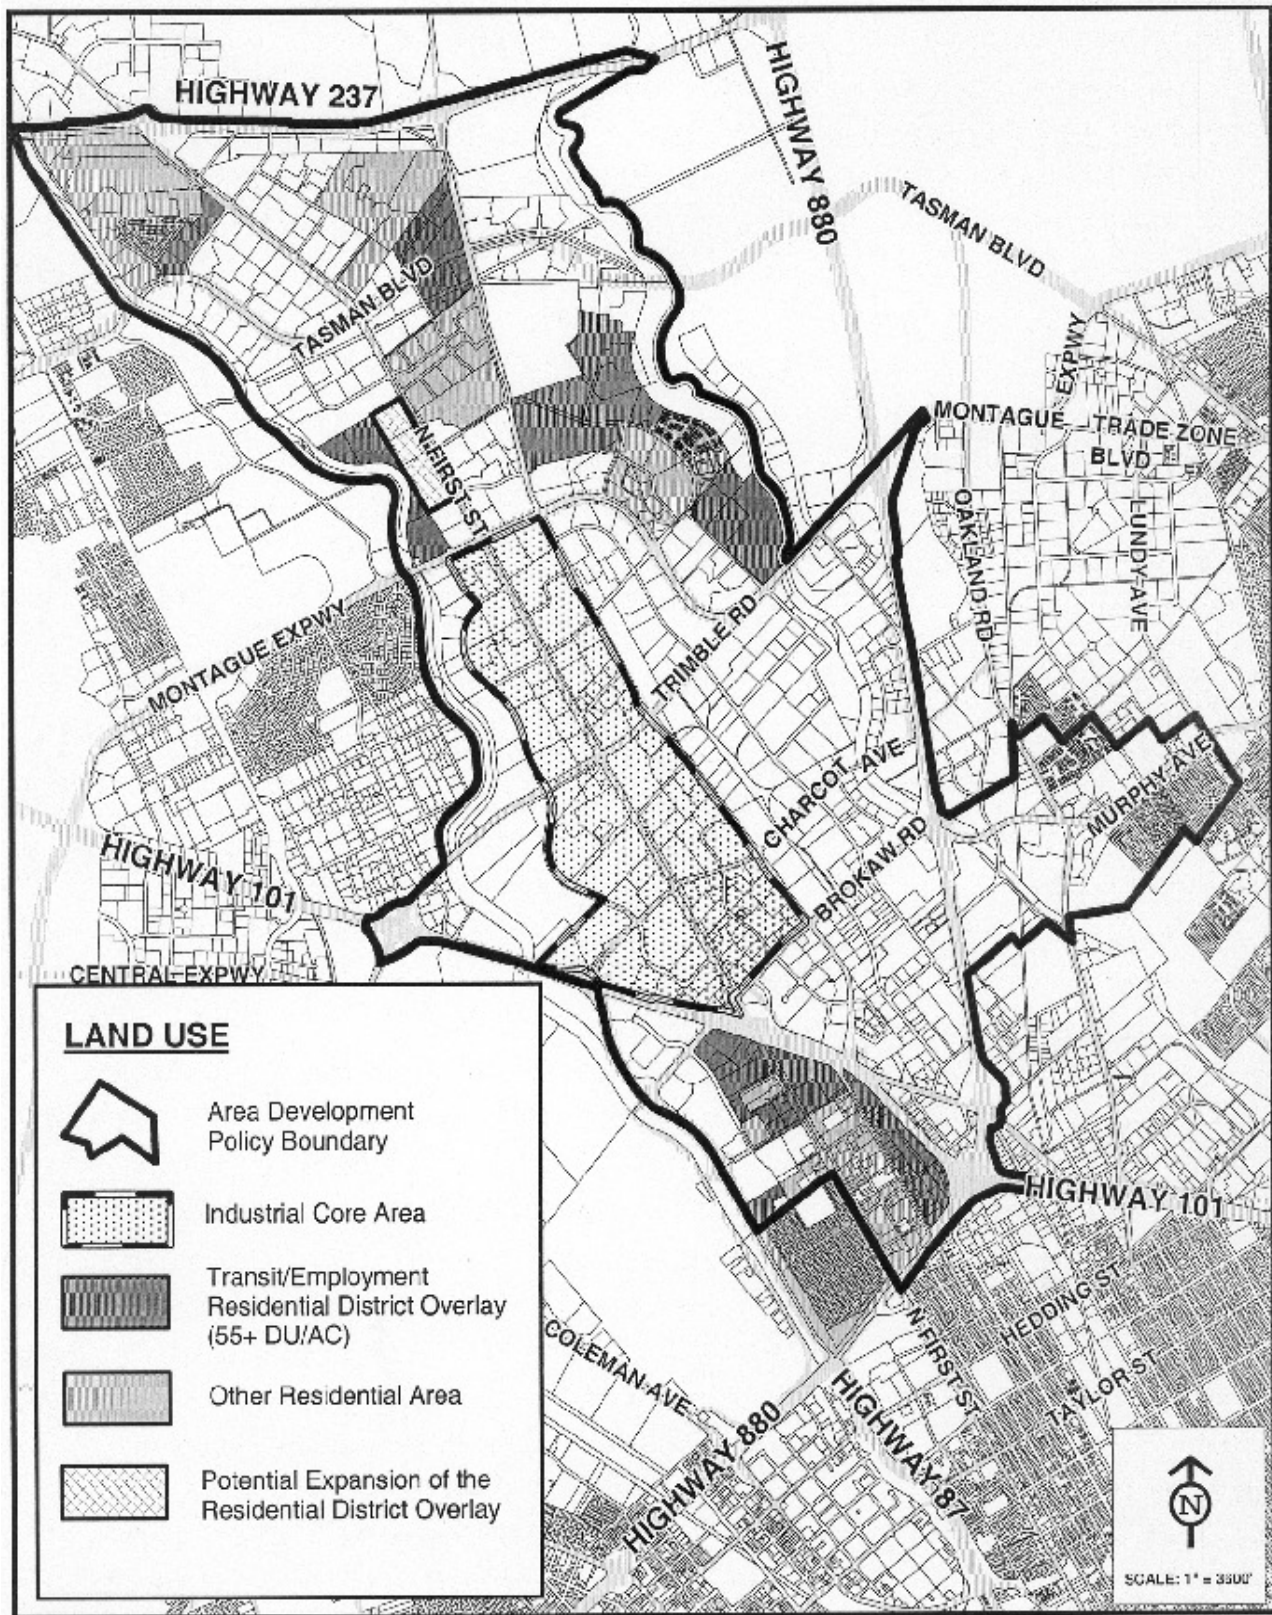 HIGHWAY 237
HIGHWAY 880
TASMAN BLVD
TASMAN BLVD
EXPWY
MONTAGUE
TRADE ZONE
BLVD
N. FIRST ST
OAKLAND RD
LUNDY AVE
MONTAGUE EXPWY
TRIMBLE RD
CHARCOT AVE
MURPHY AVE
BROKAW RD
HIGHWAY 101
CENTRAL EXPWY
LAND USE
Area Development
Policy Boundary
Industrial Core Area
Transit/Employment
Residential District Overlay
(55+ DU/AC)
Other Residential Area
Potential Expansion of the
Residential District Overlay
HIGHWAY 101
HEDDING ST
N FIRST ST
TAYLOR ST
COLEMAN AVE
HIGHWAY 880
HIGHWAY 87
N
SCALE: 1" = 3600'